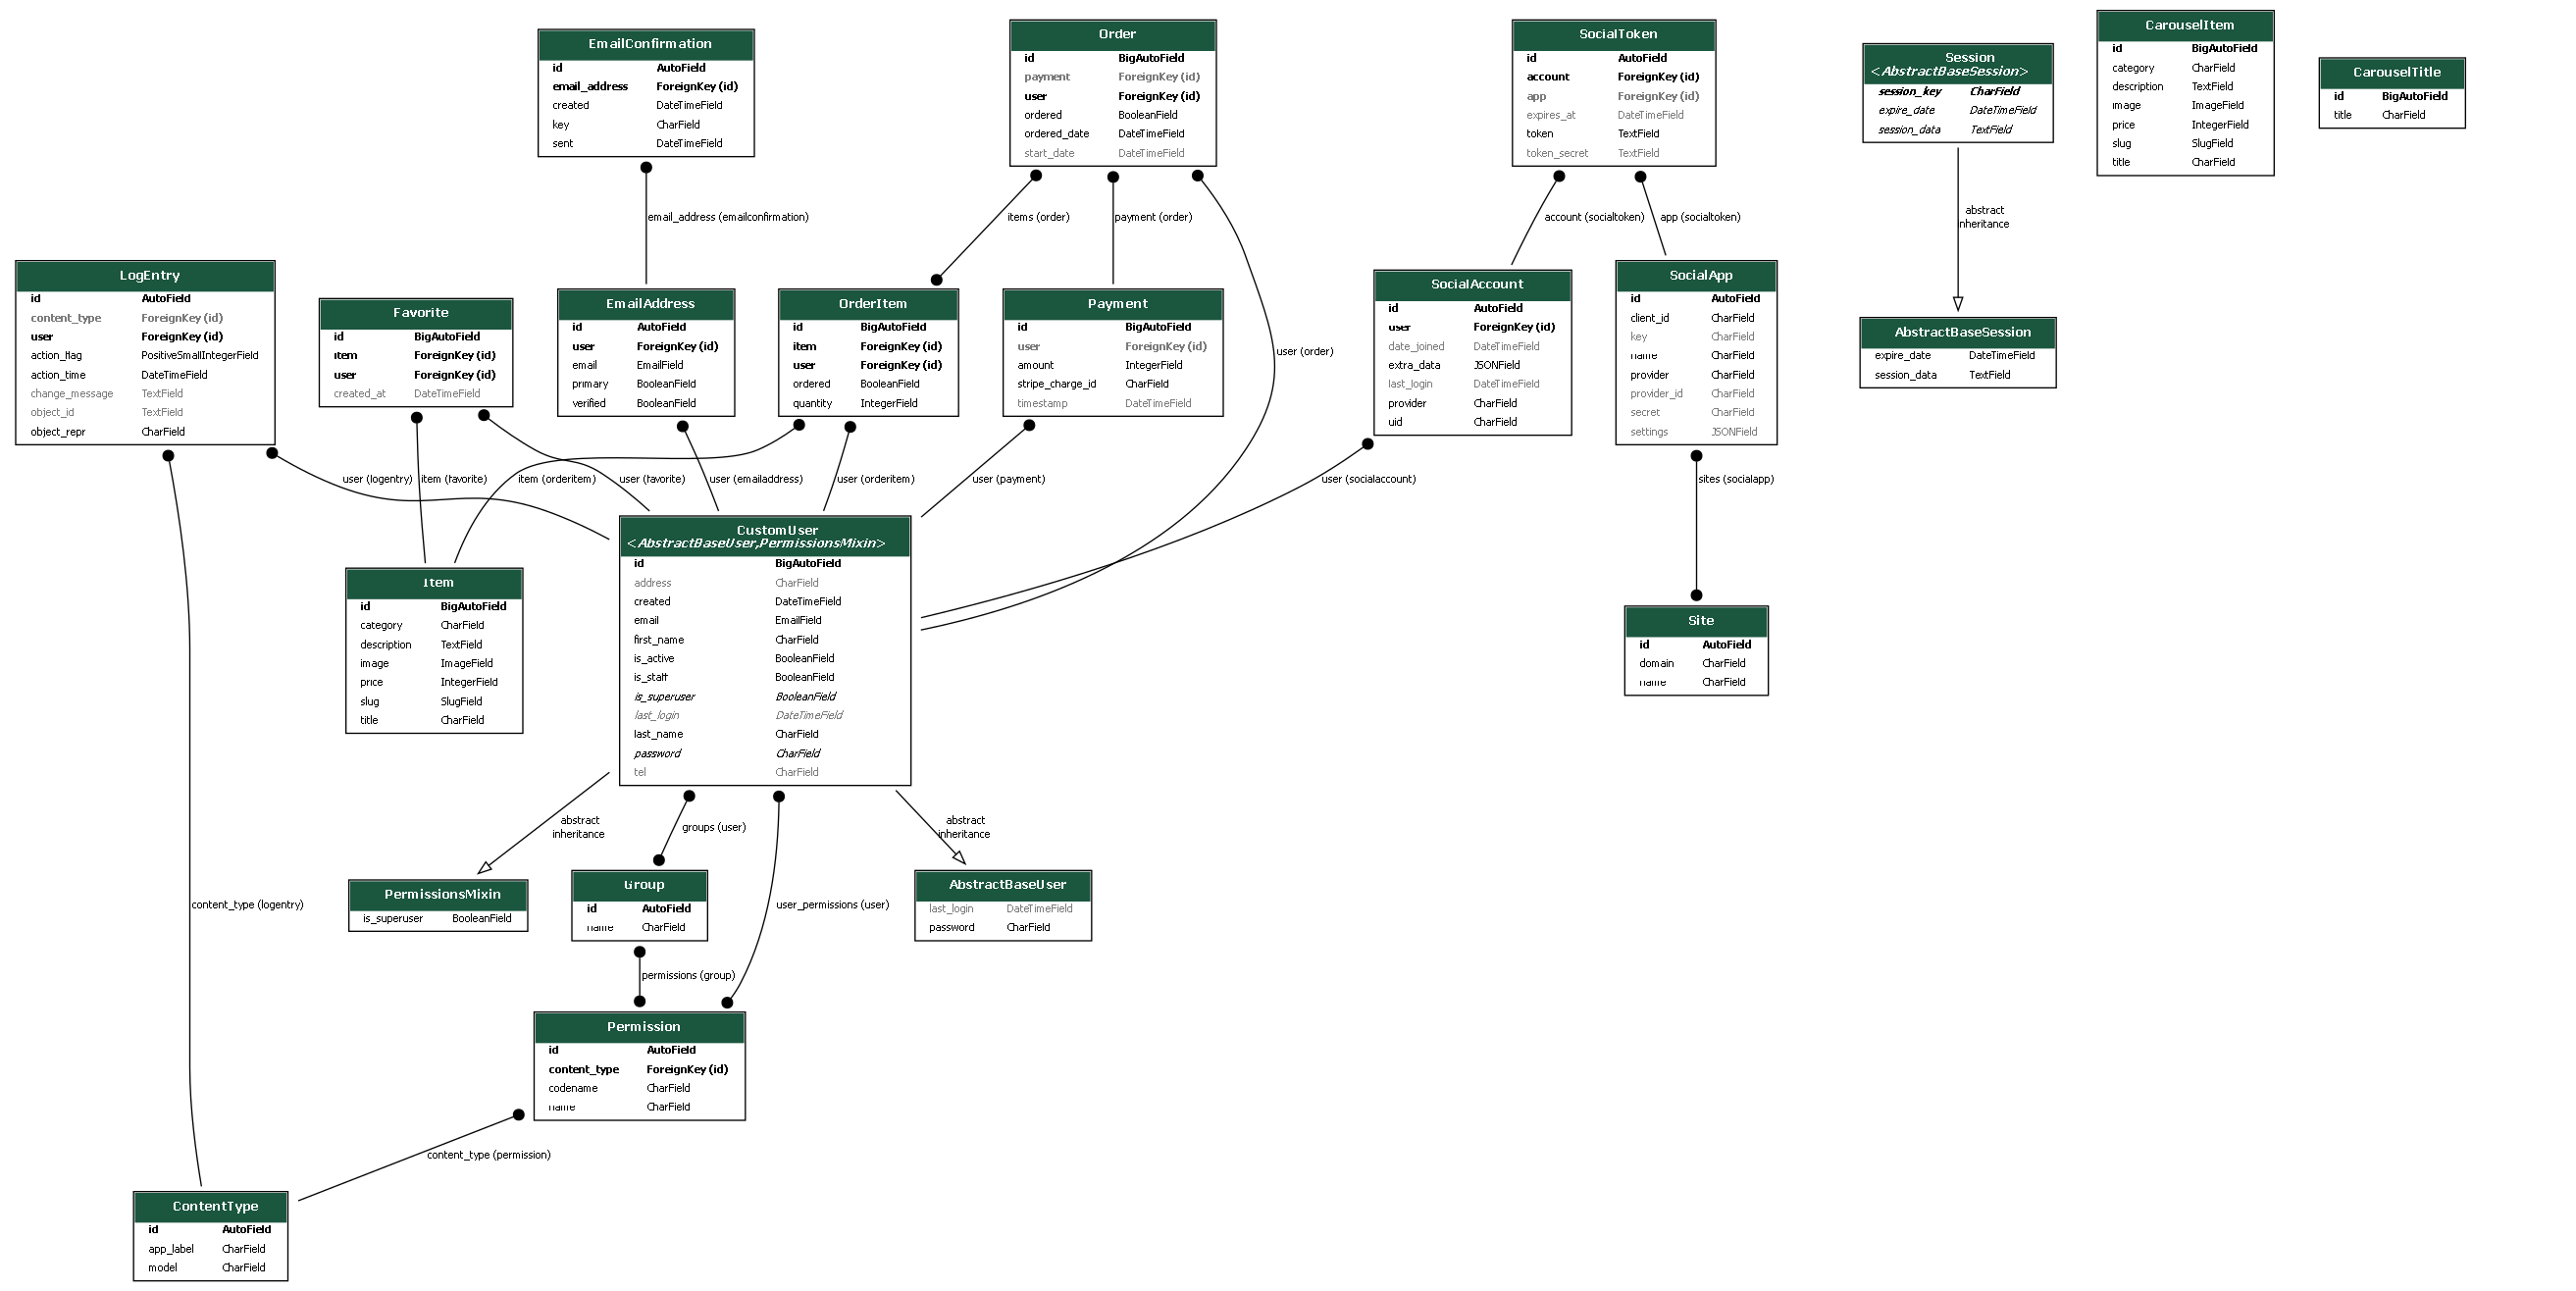 EmailConfirmation
id AutoField
email_address ForeignKey (id)
created DateTimeField
key CharField
sent DateTimeField
Order
id BigAutoField
payment ForeignKey (id)
user ForeignKey (id)
ordered BooleanField
ordered_date DateTimeField
start_date DateTimeField
SocialToken
id AutoField
account ForeignKey (id)
app ForeignKey (id)
expires_at DateTimeField
token TextField
token_secret TextField
Session
<AbstractBaseSession>
session_key CharField
expire_date DateTimeField
session_data TextField
CarouselItem
id BigAutoField
category CharField
description TextField
image ImageField
price IntegerField
slug SlugField
title CharField
CarouselTitle
id BigAutoField
title CharField
email_address (emailconfirmation)
items (order)
payment (order)
account (socialtoken)
app (socialtoken)
abstract
inheritance
LogEntry
id AutoField
content_type ForeignKey (id)
user ForeignKey (id)
action_flag PositiveSmallIntegerField
action_time DateTimeField
change_message TextField
object_id TextField
object_repr CharField
Favorite
id BigAutoField
item ForeignKey (id)
user ForeignKey (id)
created_at DateTimeField
EmailAddress
id AutoField
user ForeignKey (id)
email EmailField
primary BooleanField
verified BooleanField
OrderItem
id BigAutoField
item ForeignKey (id)
user ForeignKey (id)
ordered BooleanField
quantity IntegerField
Payment
id BigAutoField
user ForeignKey (id)
amount IntegerField
stripe_charge_id CharField
timestamp DateTimeField
user (order)
SocialAccount
id AutoField
user ForeignKey (id)
date_joined DateTimeField
extra_data JSONField
last_login DateTimeField
provider CharField
uid CharField
SocialApp
id AutoField
client_id CharField
key CharField
name CharField
provider CharField
provider_id CharField
secret CharField
settings JSONField
AbstractBaseSession
expire_date DateTimeField
session_data TextField
user (logentry)
item (favorite)
item (orderitem)
user (favorite)
user (emailaddress)
user (orderitem)
user (payment)
user (socialaccount)
sites (socialapp)
Item
id BigAutoField
category CharField
description TextField
image ImageField
price IntegerField
slug SlugField
title CharField
CustomUser
<AbstractBaseUser,PermissionsMixin>
id BigAutoField
address CharField
created DateTimeField
email EmailField
first_name CharField
is_active BooleanField
is_staff BooleanField
is_superuser BooleanField
last_login DateTimeField
last_name CharField
password CharField
tel CharField
Site
id AutoField
domain CharField
name CharField
abstract
inheritance
groups (user)
abstract
inheritance
content_type (logentry)
PermissionsMixin
is_superuser BooleanField
Group
id AutoField
name CharField
user_permissions (user)
AbstractBaseUser
last_login DateTimeField
password CharField
permissions (group)
Permission
id AutoField
content_type ForeignKey (id)
codename CharField
name CharField
content_type (permission)
ContentType
id AutoField
app_label CharField
model CharField